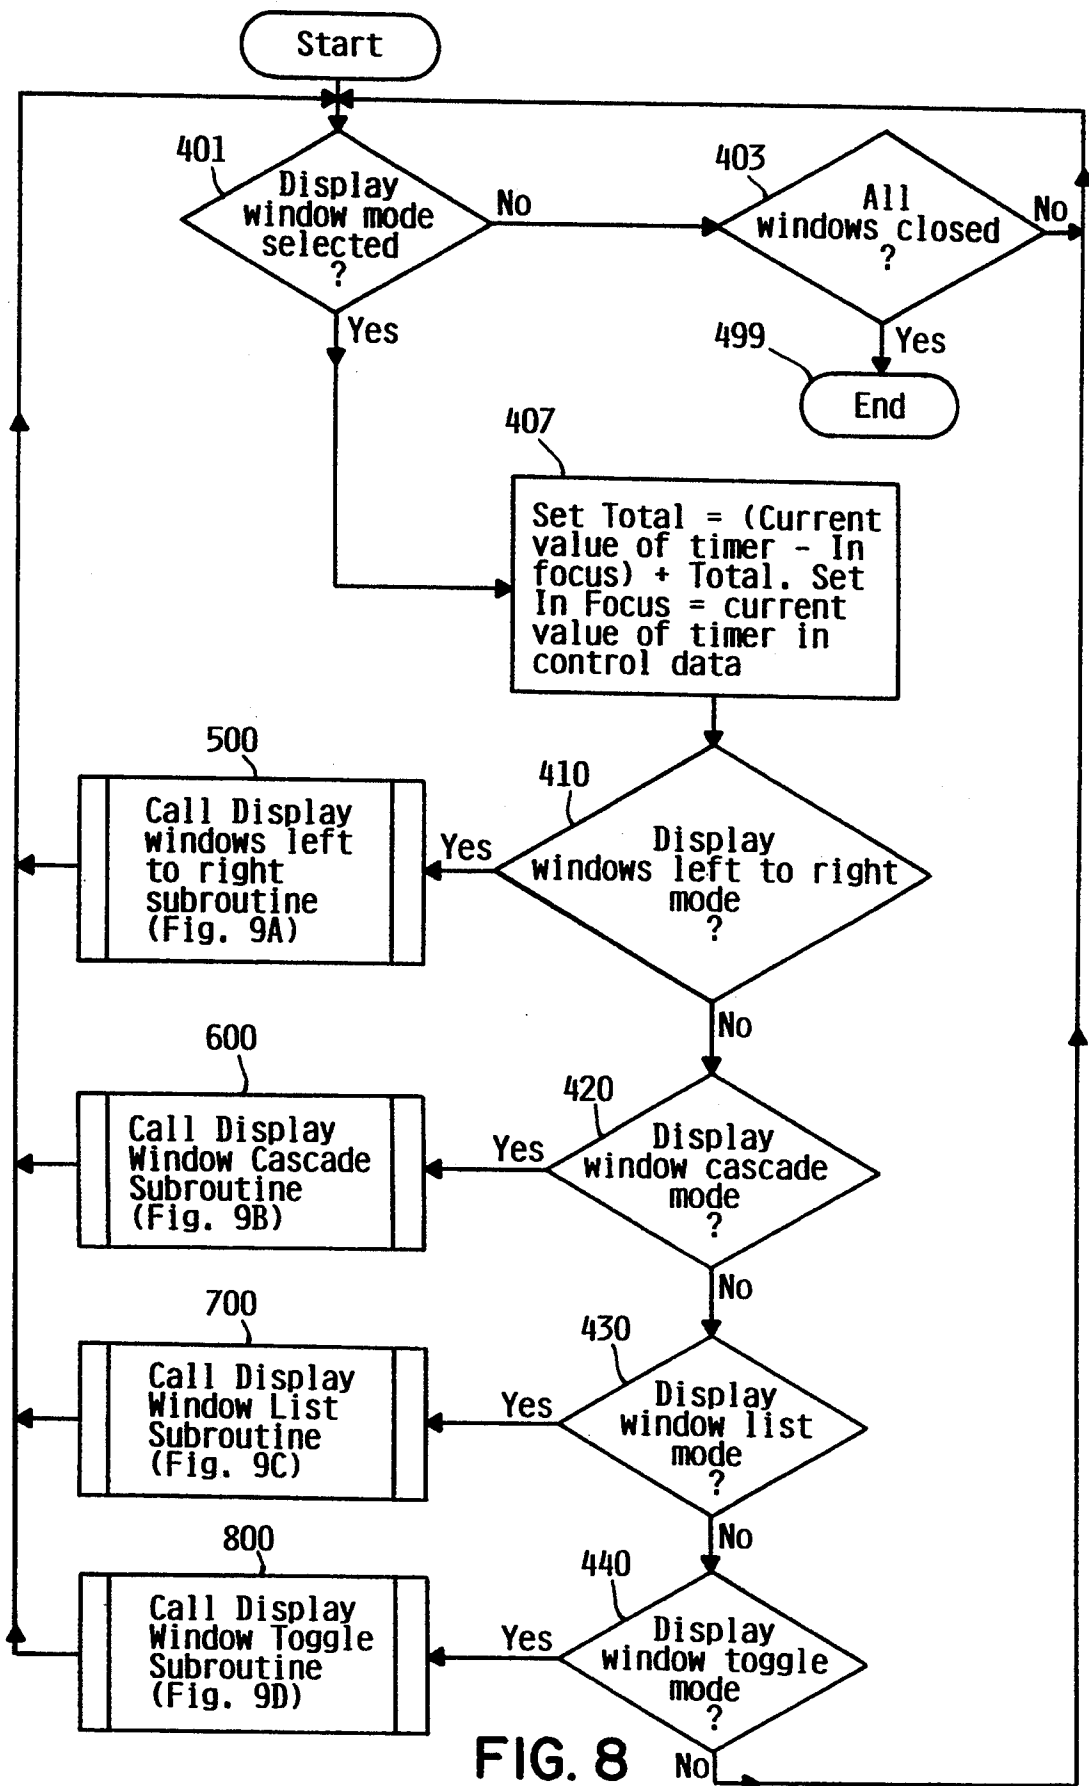 Start
401
Display
window mode
selected
?
No
403
All
windows closed
?
No
Yes
Yes
499
End
407
Set Total = (Current
value of timer - In
focus) + Total. Set
In Focus = current
value of timer in
control data
500
Call Display
windows left
to right
subroutine
(Fig. 9A)
Yes
410
Display
windows left to right
mode
?
No
600
Call Display
Window Cascade
Subroutine
(Fig. 9B)
Yes
420
Display
window cascade
mode
?
No
700
Call Display
Window List
Subroutine
(Fig. 9C)
Yes
430
Display
window list
mode
?
No
800
Call Display
Window Toggle
Subroutine
(Fig. 9D)
Yes
440
Display
window toggle
mode
?
No
FIG. 8